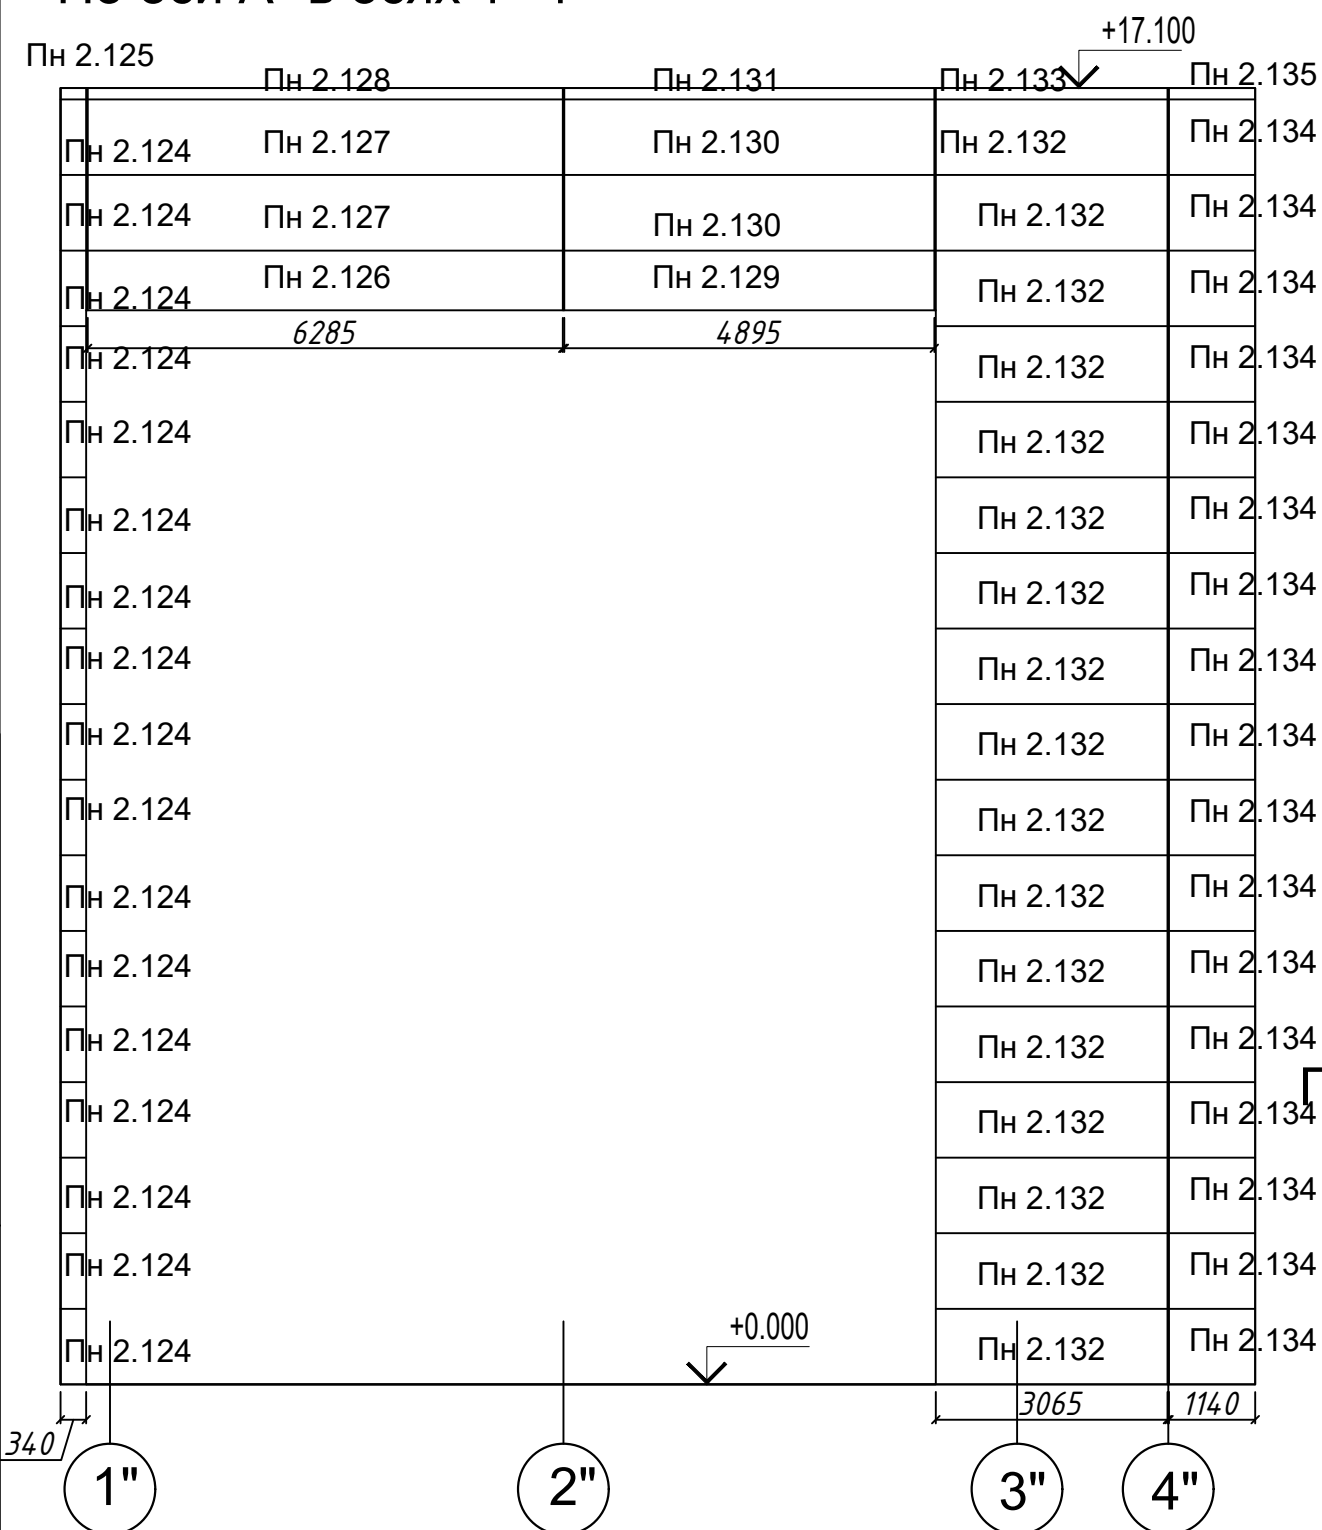 +17.100
Пн 2.125
Пн 2.128 Пн 2.131 Пн 2.133 Пн 2.135
Пн 2.124 Пн 2.127 Пн 2.130 Пн 2.132 Пн 2.134
Пн 2.124 Пн 2.127 Пн 2.130 Пн 2.132 Пн 2.134
Пн 2.124 Пн 2.126 Пн 2.129 Пн 2.132 Пн 2.134
6285 4895
Пн 2.124 Пн 2.132 Пн 2.134
Пн 2.124 Пн 2.132 Пн 2.134
Пн 2.124 Пн 2.132 Пн 2.134
Пн 2.124 Пн 2.132 Пн 2.134
Пн 2.124 Пн 2.132 Пн 2.134
Пн 2.124 Пн 2.132 Пн 2.134
Пн 2.124 Пн 2.132 Пн 2.134
Пн 2.124 Пн 2.132 Пн 2.134
Пн 2.124 Пн 2.132 Пн 2.134
Пн 2.124 Пн 2.132 Пн 2.134
Пн 2.124 Пн 2.132 Пн 2.134
Пн 2.124 Пн 2.132 Пн 2.134
Пн 2.124 Пн 2.132 Пн 2.134
+0.000
Пн 2.124 Пн 2.132 Пн 2.134
340 3065 1140
1" 2" 3" 4"